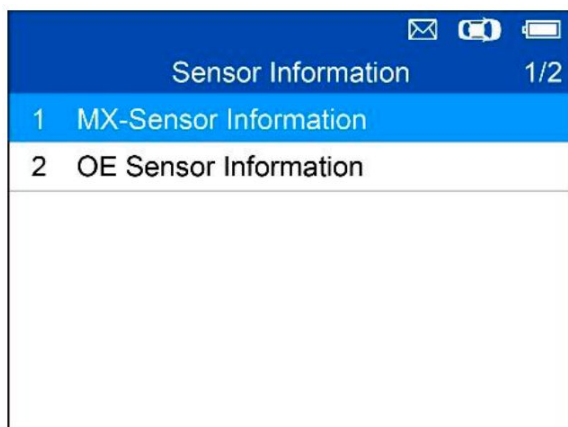 Sensor Information 1/2
1 MX-Sensor Information
2 OE Sensor Information